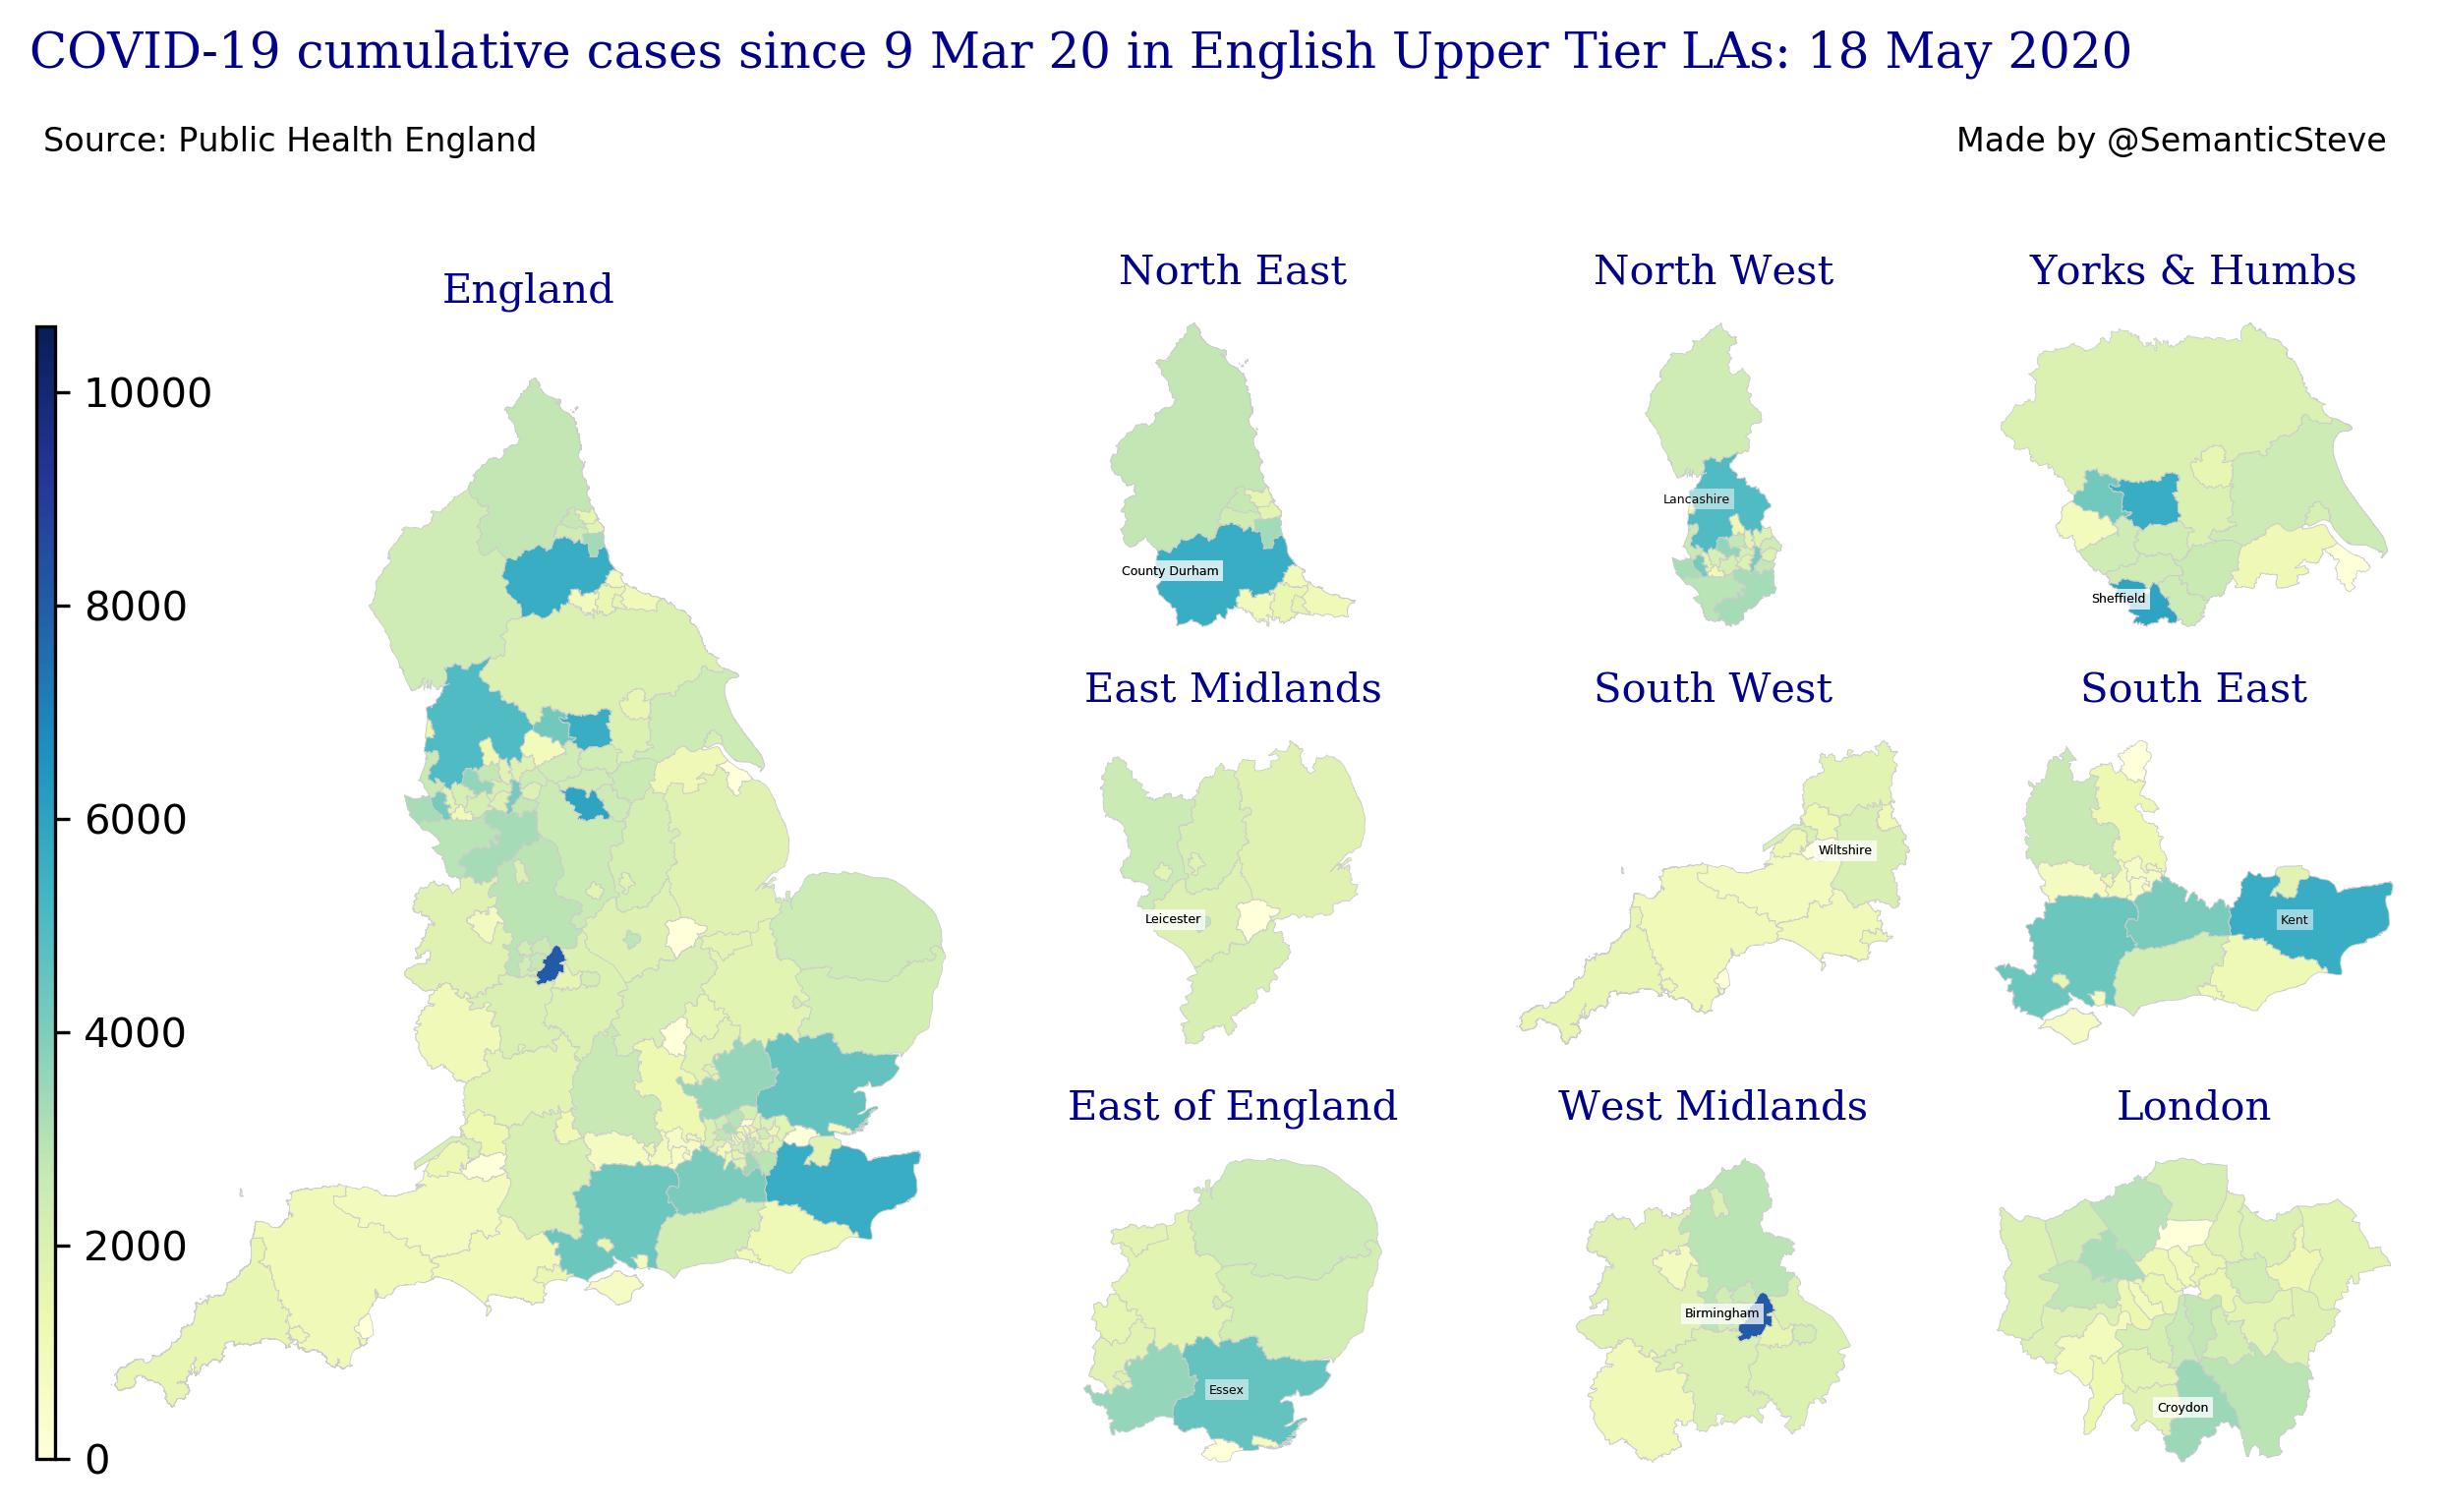 COVID-19 cumulative cases since 9 Mar 20 in English Upper Tier LAs: 18 May 2020
Source: Public Health England
Made by @SemanticSteve
England
North East
North West
Yorks & Humbs
10000
8000
6000
4000
2000
0
County Durham
Lancashire
Sheffield
East Midlands
South West
South East
Leicester
Wiltshire
Kent
East of England
West Midlands
London
Essex
Birmingham
Croydon